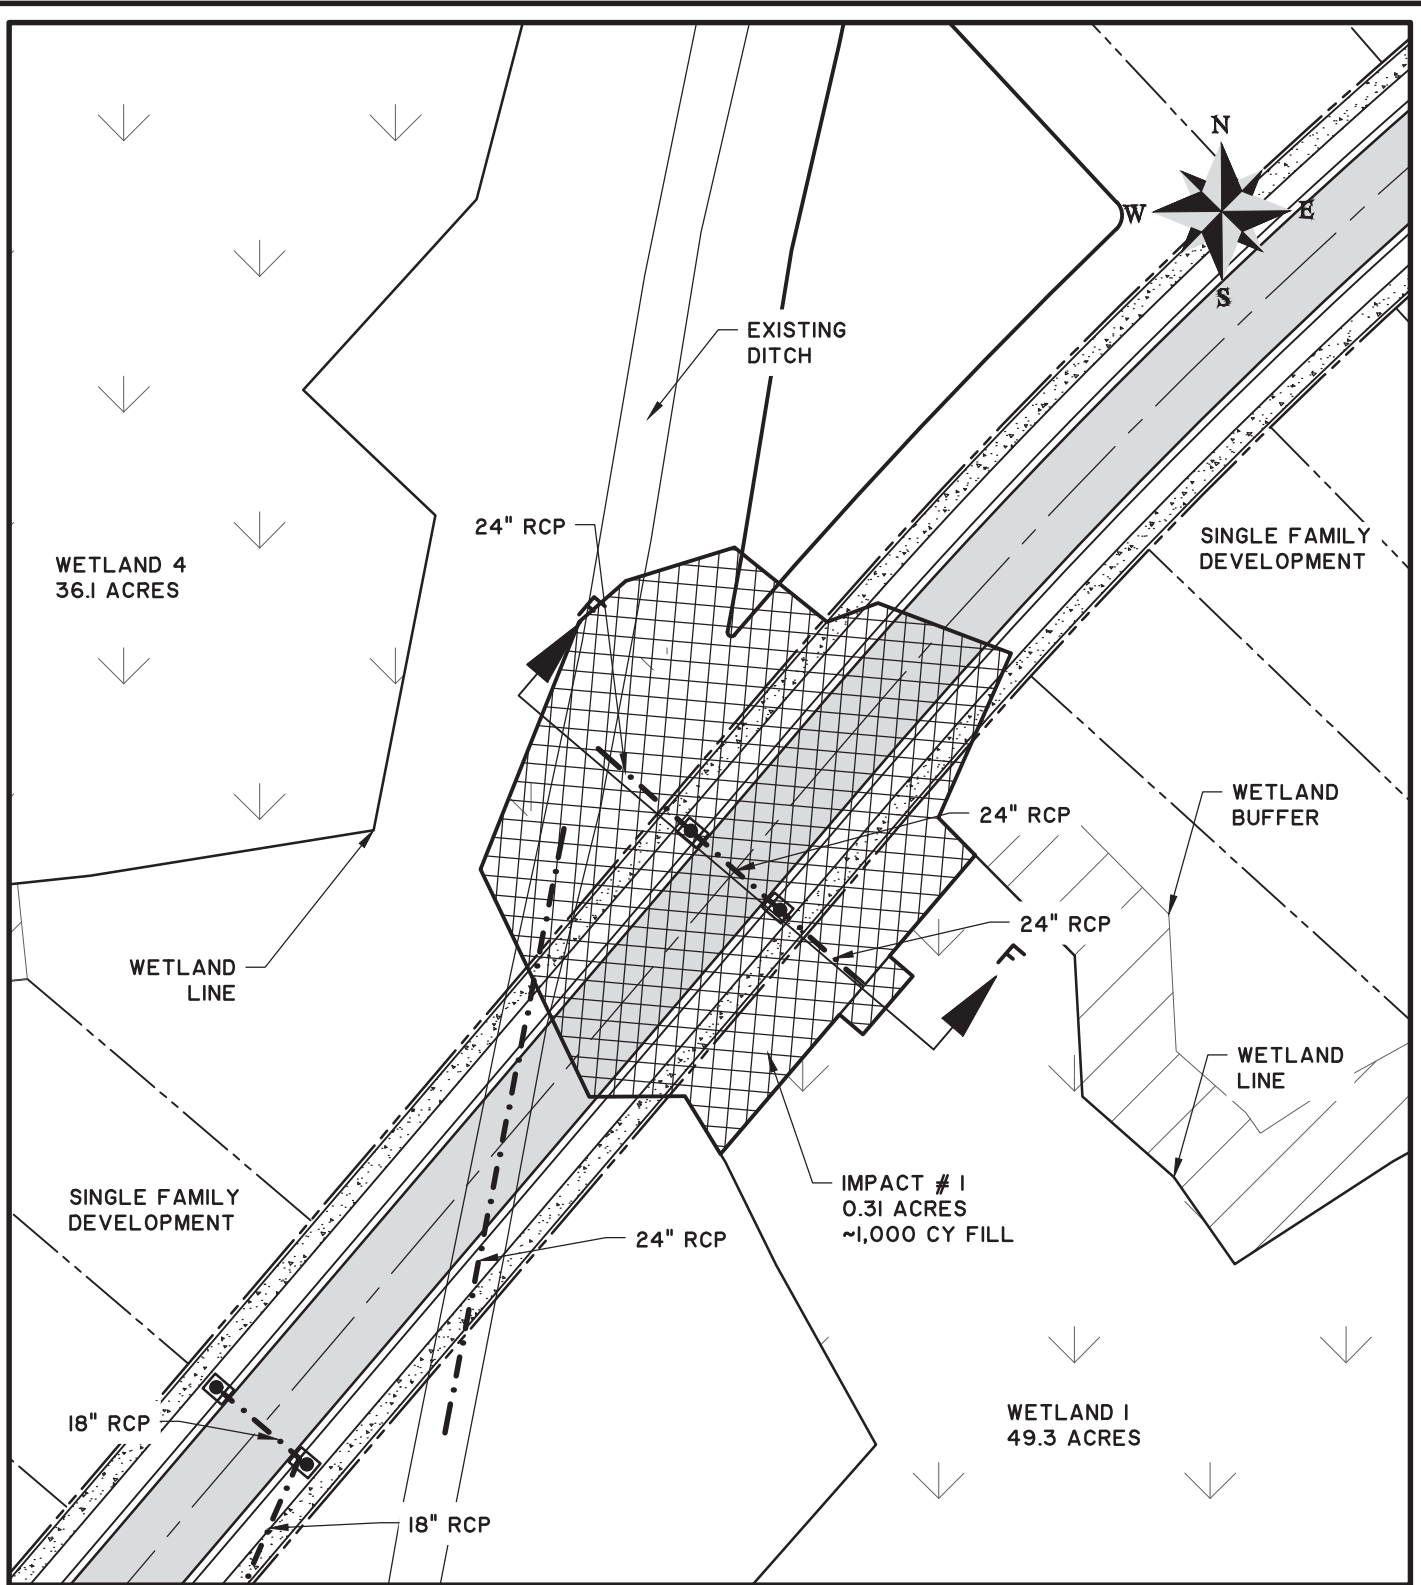 N
W
E
S
EXISTING
DITCH
24" RCP
F
WETLAND 4
36.1 ACRES
SINGLE FAMILY
DEVELOPMENT
WETLAND
BUFFER
24" RCP
24" RCP
F
WETLAND
LINE
WETLAND
LINE
IMPACT # 1
0.31 ACRES
~1,000 CY FILL
SINGLE FAMILY
DEVELOPMENT
24" RCP
18" RCP
WETLAND 1
49.3 ACRES
18" RCP